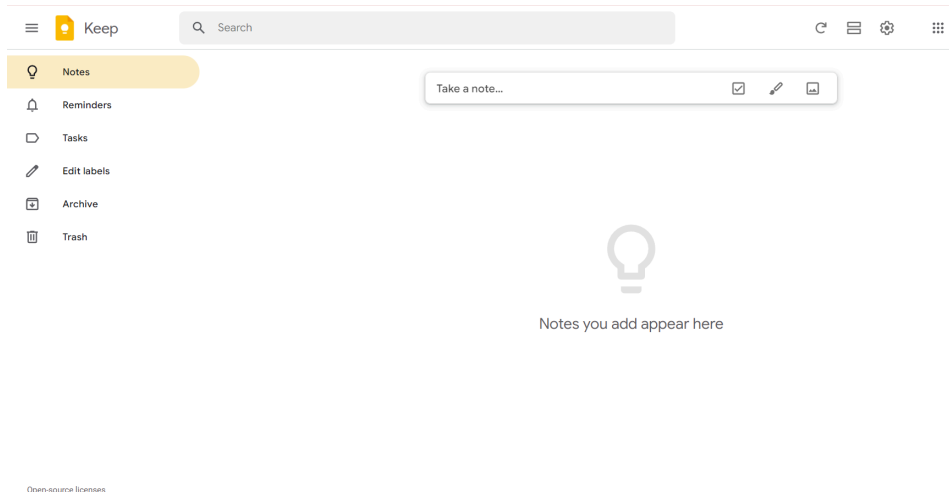 Keep
Search
Notes
Take a note...
Reminders
Tasks
Edit labels
Archive
Trash
Notes you add appear here
Open-source licenses